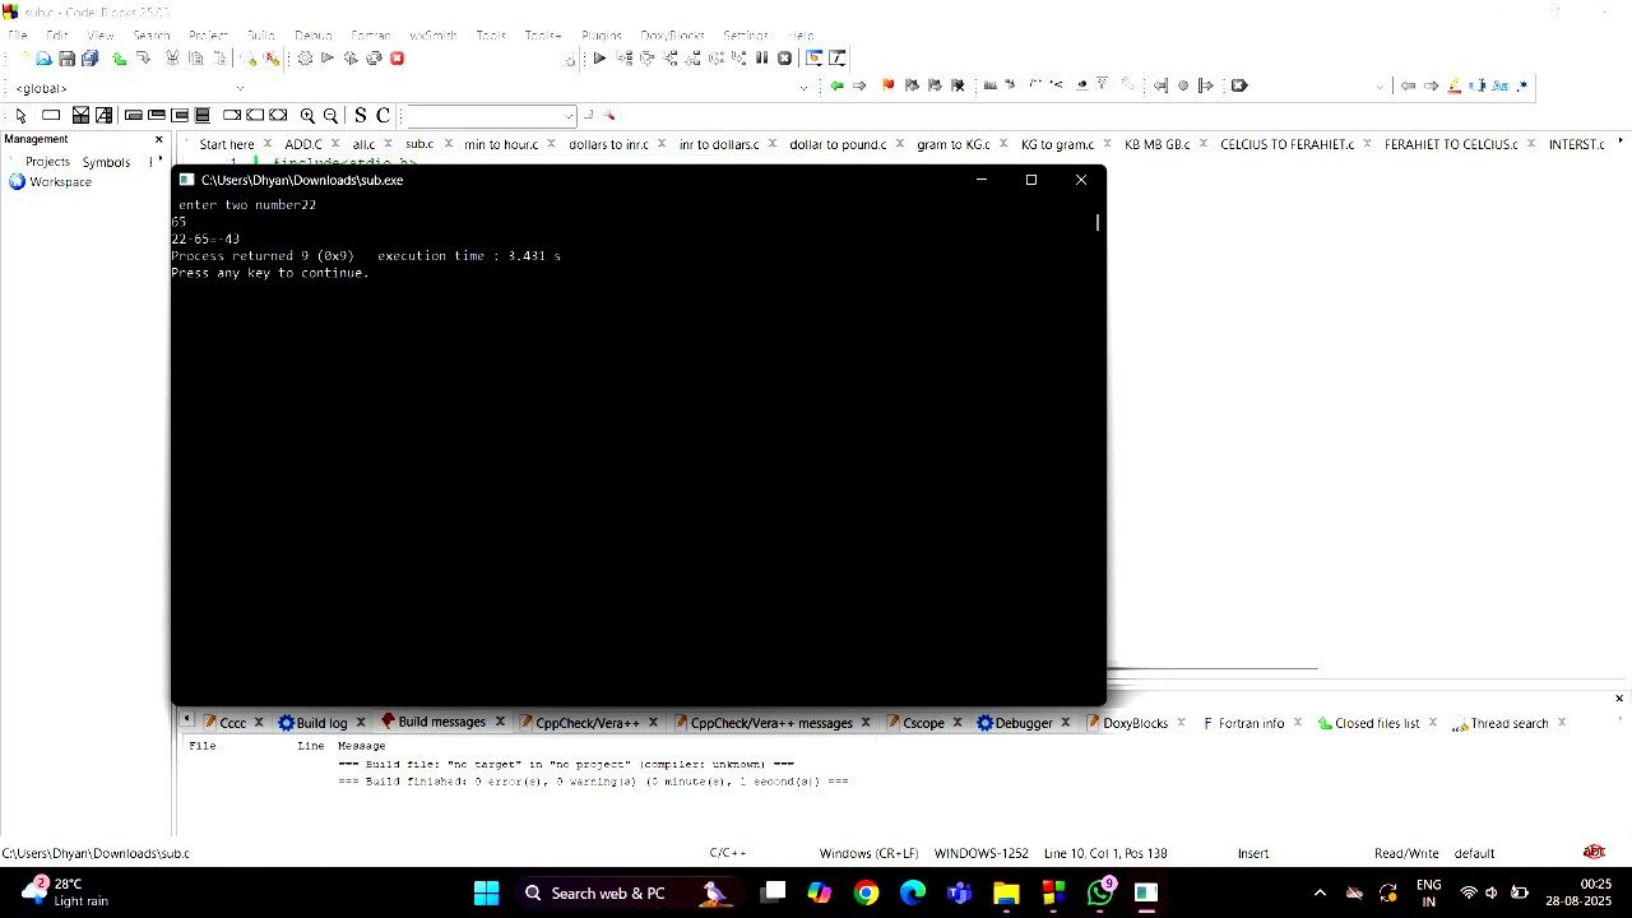 sub.c - Code::Blocks 25.03
File Edit View Search Project Build Debug Fortran wxSmith Tools Tools+ Plugins DoxyBlocks Settings Help
<global>
S C
Management
Start here ADD.C all.c sub.c min to hour.c dollars to inr.c inr to dollars.c dollar to pound.c gram to KG.c KG to gram.c KB MB GB.c CELCIUS TO FERAHIET.c FERAHIET TO CELCIUS.c INTERST.c
Projects Symbols
1 #include<stdio.h>
Workspace
C:\Users\Dhyan\Downloads\sub.exe
enter two number22
65
22-65=-43
Process returned 9 (0x9) execution time : 3.431 s
Press any key to continue.
Cccc Build log Build messages CppCheck/Vera++ CppCheck/Vera++ messages Cscope Debugger DoxyBlocks F Fortran info Closed files list Thread search
File Line Message
=== Build file: "no target" in "no project" (compiler: unknown) ===
=== Build finished: 0 error(s), 0 warning(s) (0 minute(s), 1 second(s)) ===
C:\Users\Dhyan\Downloads\sub.c C/C++ Windows (CR+LF) WINDOWS-1252 Line 10, Col 1, Pos 138 Insert Read/Write default
2 28°C
Light rain
Search web & PC
9
ENG
IN
00:25
28-08-2025